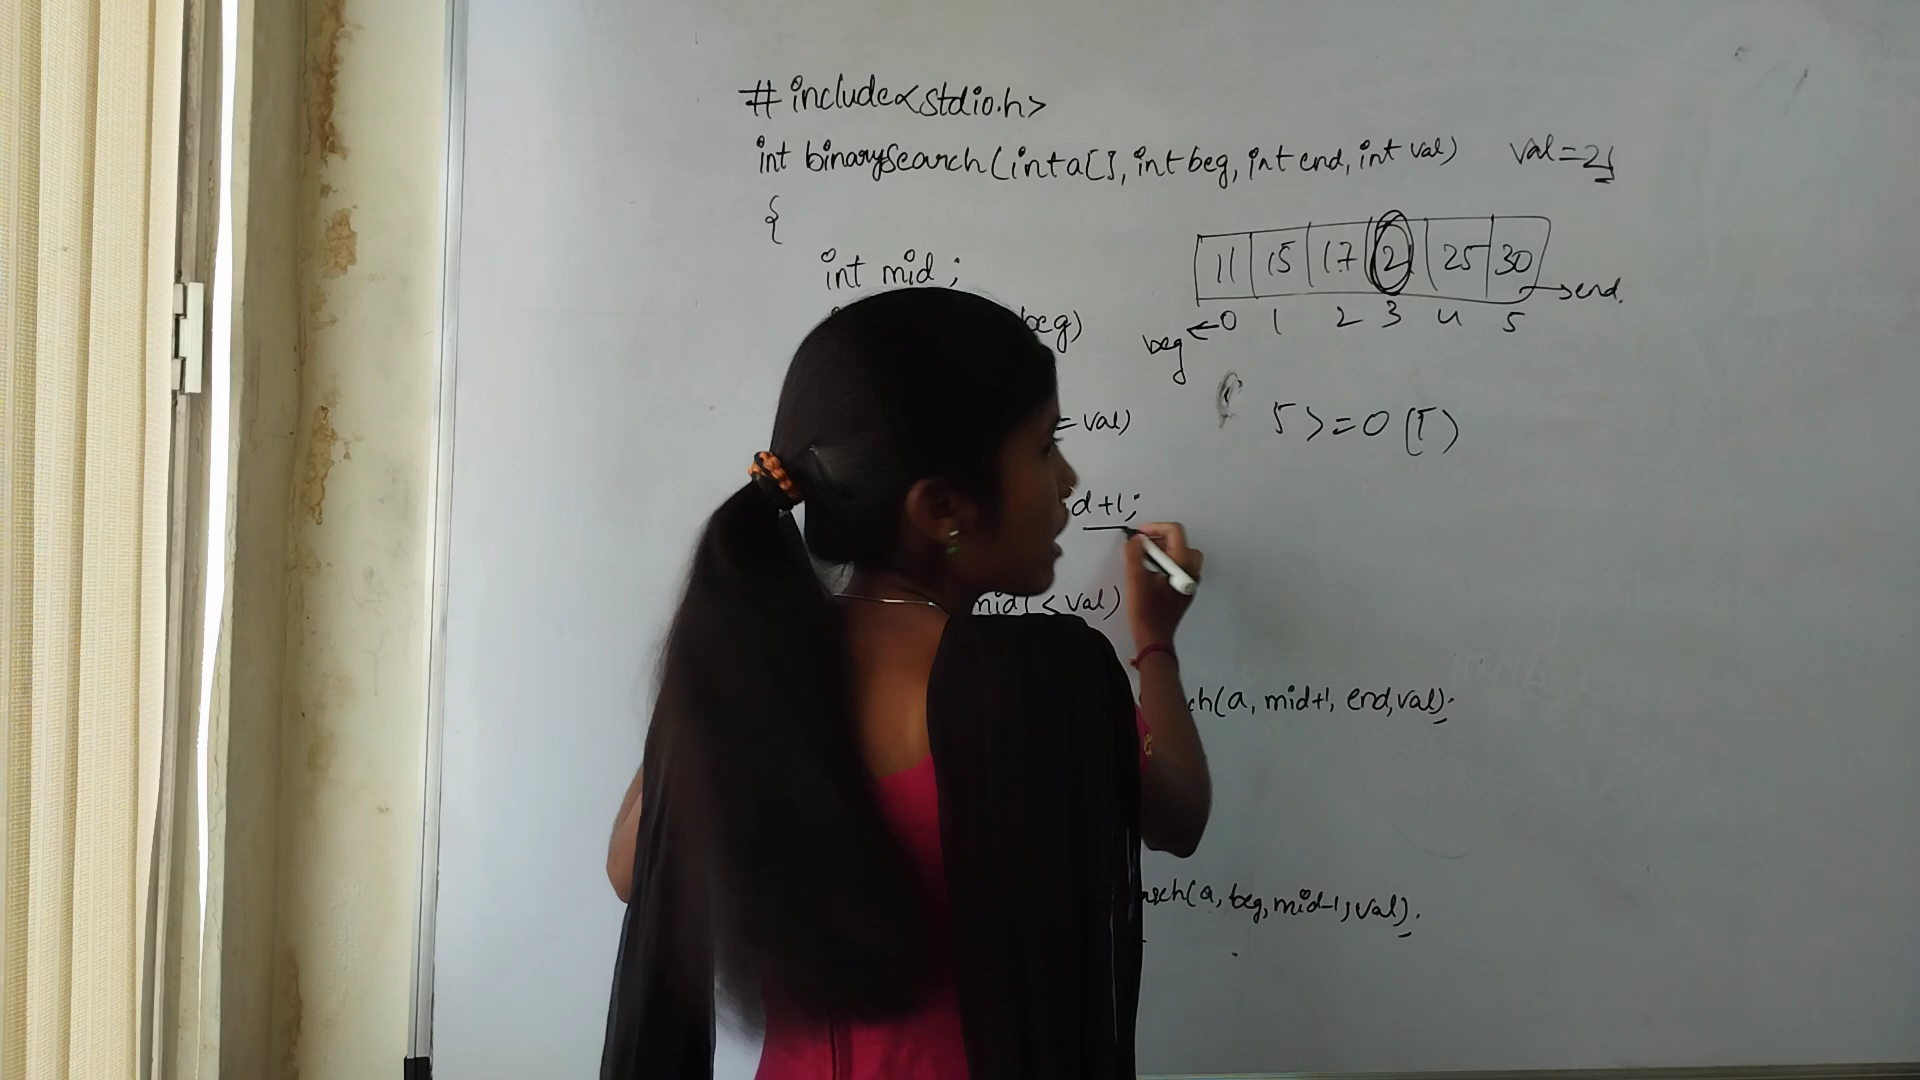 #include<stdio.h>
int binarySearch(int a[], int beg, int end, int val)
val=21
{
11 15 17 2 25 30
int mid;
end.
0 1 2 3 4 5
beg
beg)
5>=0 (T)
= val)
d+1;
mid(<val)
ch(a, mid+1, end,val).
rch(a, beg, mid-1, val).